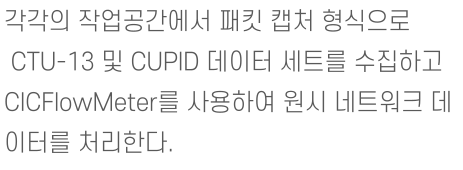 각각의 작업공간에서 패킷 캡처 형식으로
CTU-13 및 CUPID 데이터 세트를 수집하고
CICFlowMeter를 사용하여 원시 네트워크 데
이터를 처리한다.